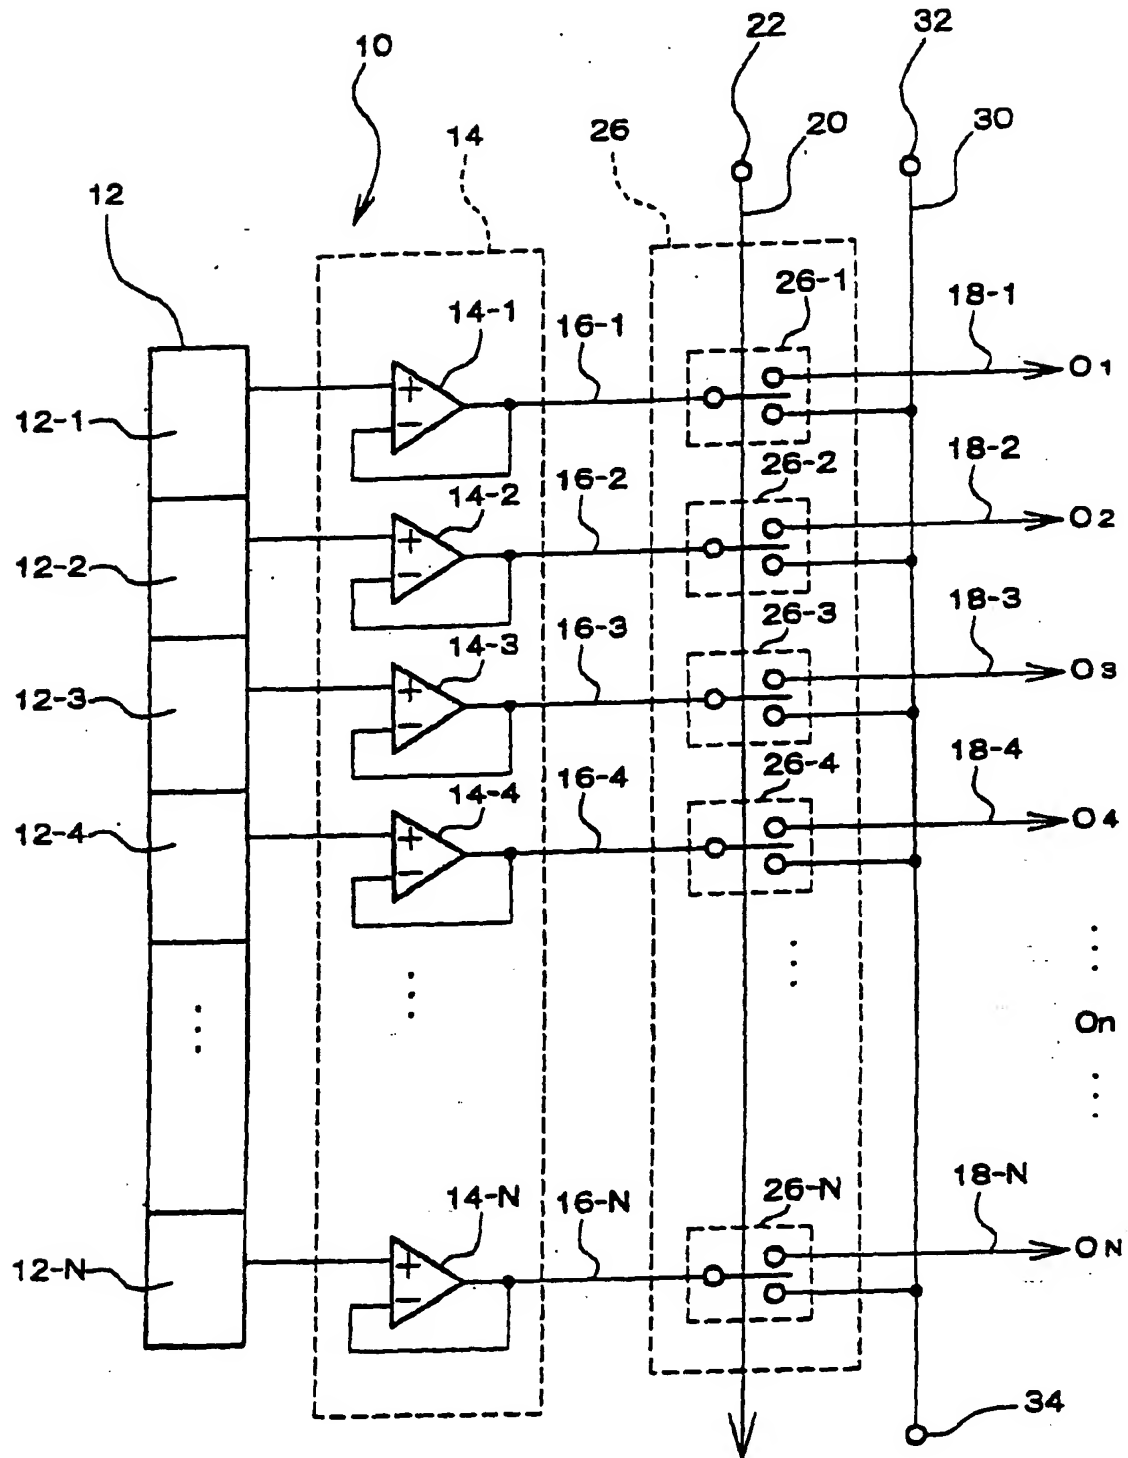 22 32
10
14 26 20 30
12
26-1
14-1 16-1 18-1
+ O1
12-1 −
26-2 18-2
14-2 16-2
+ O2
12-2 −
26-3 18-3
14-3 16-3
+ O3
12-3 −
26-4 18-4
14-4 16-4
+ O4
12-4 −
On
14-N 16-N 26-N 18-N
+ ON
12-N −
34